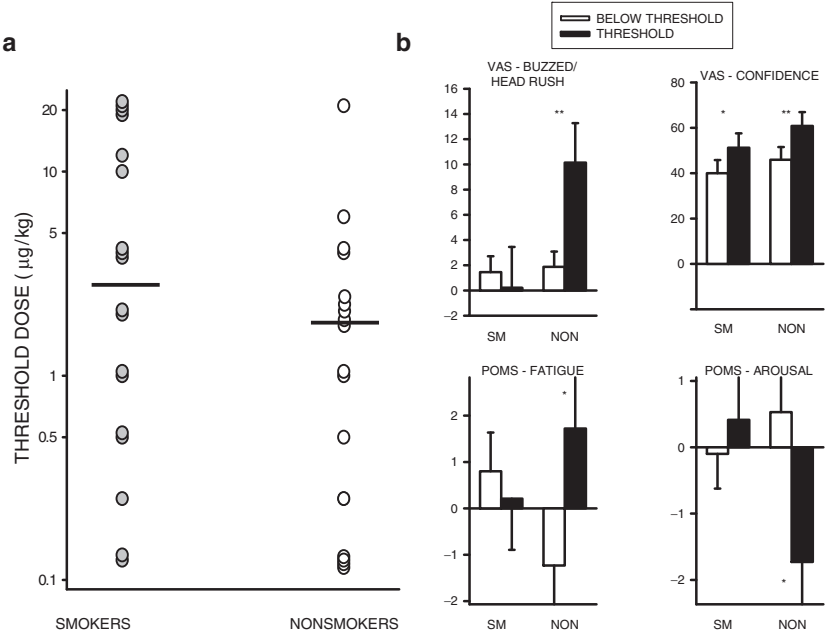 a
THRESHOLD DOSE ( µg/kg)
20
10
5
1
0.5
0.1
SMOKERS NONSMOKERS
b
BELOW THRESHOLD
THRESHOLD
VAS - BUZZED/
HEAD RUSH
16
14
12
10
8
6
4
2
0
−2
**
SM NON
VAS - CONFIDENCE
80
60
40
20
0
* **
SM NON
POMS - FATIGUE
2
1
0
−1
−2
*
SM NON
POMS - AROUSAL
1
0
−1
−2
*
SM NON